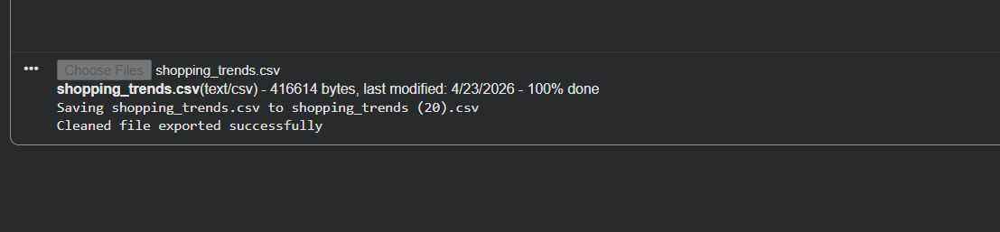 Choose Files shopping_trends.csv
shopping_trends.csv(text/csv) - 416614 bytes, last modified: 4/23/2026 - 100% done
Saving shopping_trends.csv to shopping_trends (20).csv
Cleaned file exported successfully